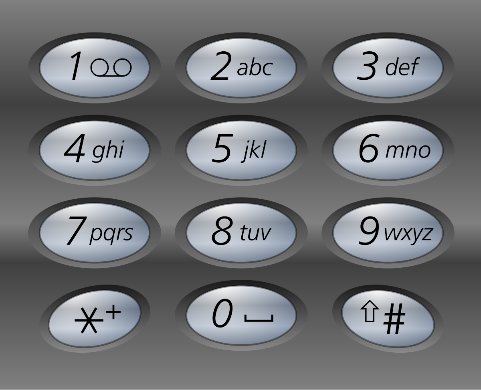 1 2 abc 3 def
4 ghi 5 jkl 6 mno
7 pqrs 8 tuv 9 wxyz
*+ 0 #